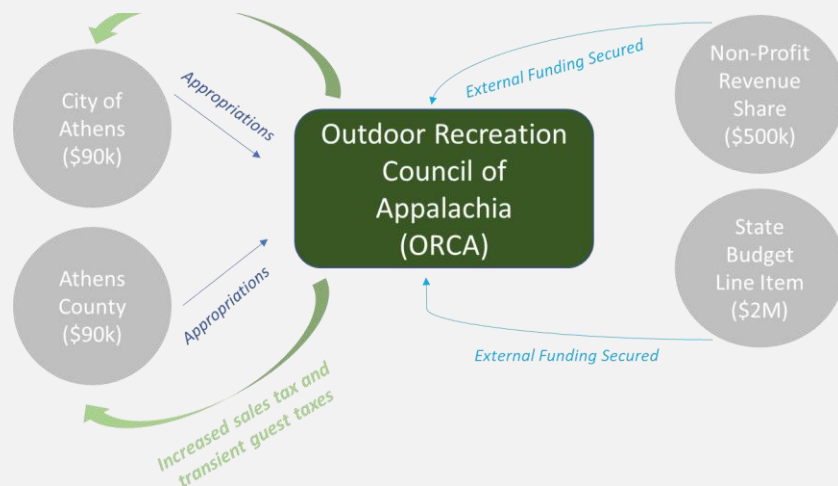 City of
Athens
($90k)
Appropriations
Outdoor Recreation
Council of
Appalachia
(ORCA)
External Funding Secured
Non-Profit
Revenue
Share
($500k)
Athens
County
($90k)
Appropriations
State
Budget
Line Item
($2M)
External Funding Secured
Increased sales tax and
transient guest taxes